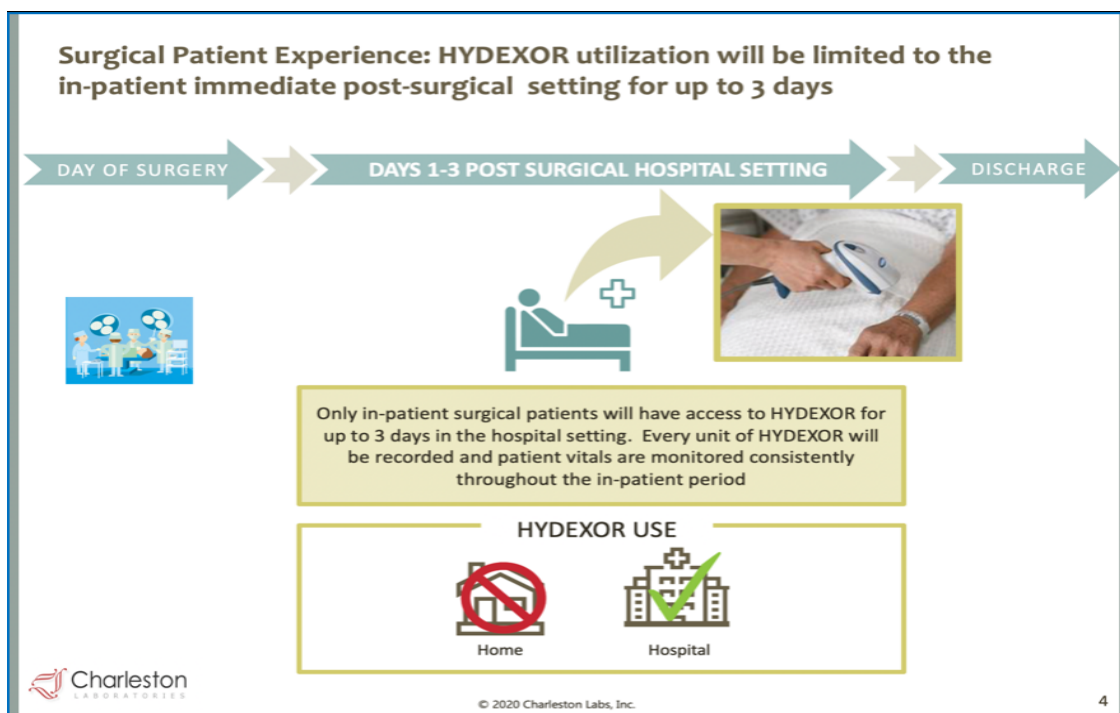 Surgical Patient Experience: HYDEXOR utilization will be limited to the
in-patient immediate post-surgical setting for up to 3 days
DAY OF SURGERY
DAYS 1-3 POST SURGICAL HOSPITAL SETTING
DISCHARGE
Only in-patient surgical patients will have access to HYDEXOR for
up to 3 days in the hospital setting. Every unit of HYDEXOR will
be recorded and patient vitals are monitored consistently
throughout the in-patient period
HYDEXOR USE
Home
Hospital
Charleston
LABORATORIES
© 2020 Charleston Labs, Inc.
4